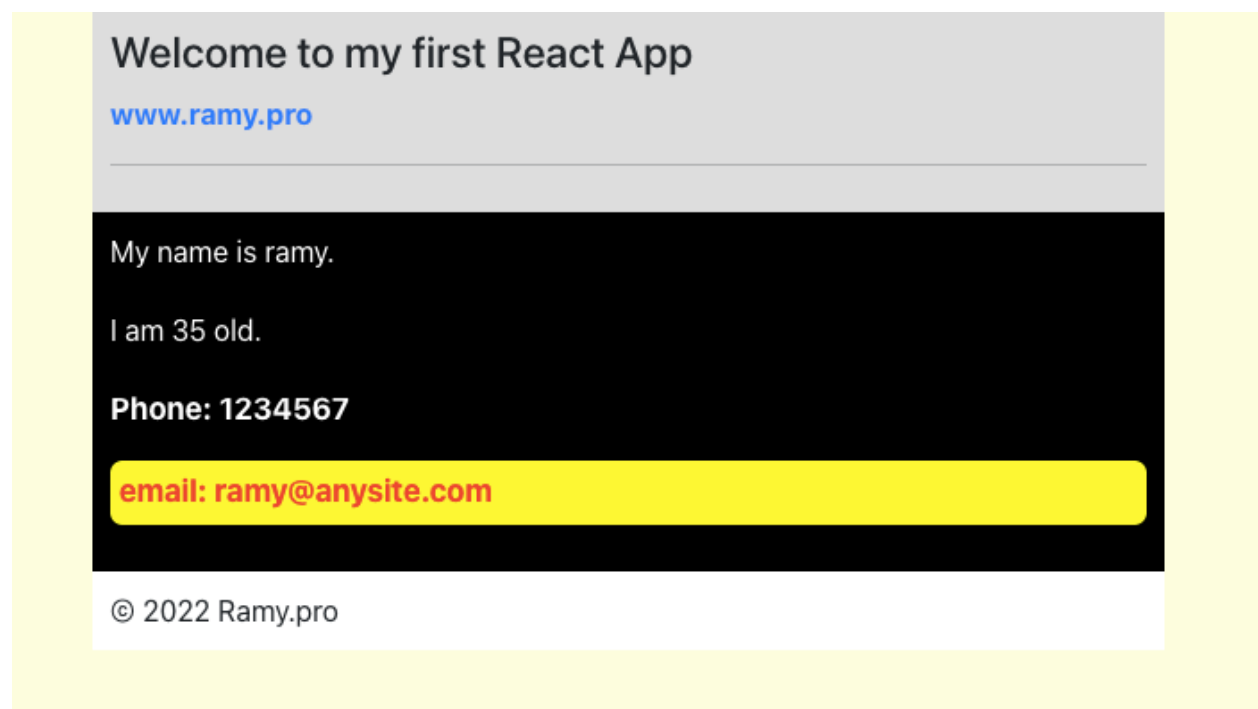 Welcome to my first React App
www.ramy.pro
My name is ramy.
I am 35 old.
Phone: 1234567
email: ramy@anysite.com
© 2022 Ramy.pro